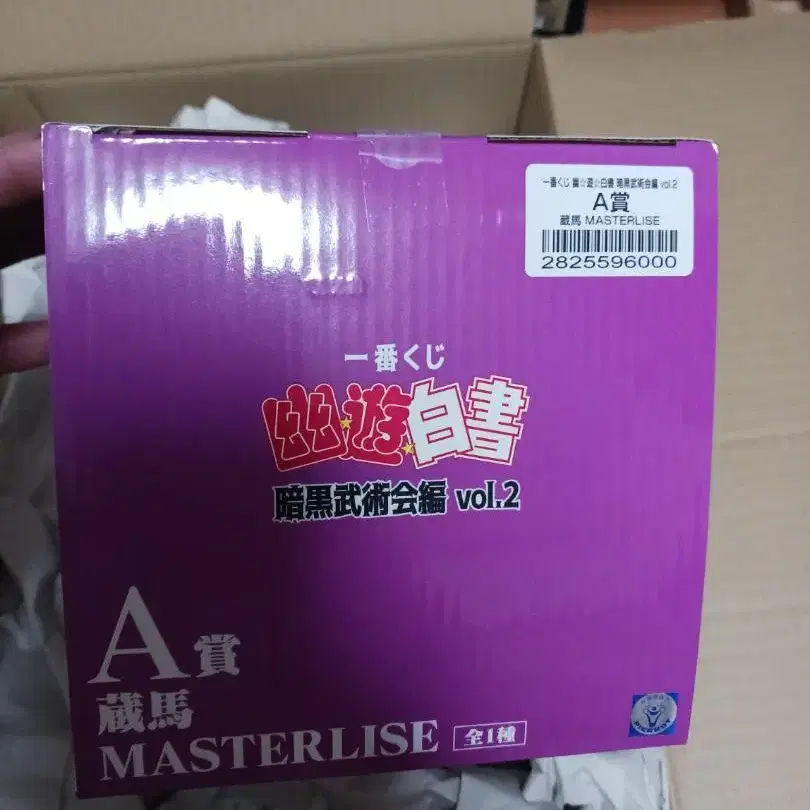 一番くじ 幽☆遊☆白書 暗黒武術会編 vol.2
A賞
蔵馬 MASTERLISE
2825596000
一番くじ
幽★遊★白書
暗黒武術会編 vol.2
A賞
蔵馬
MASTERLISE 全1種